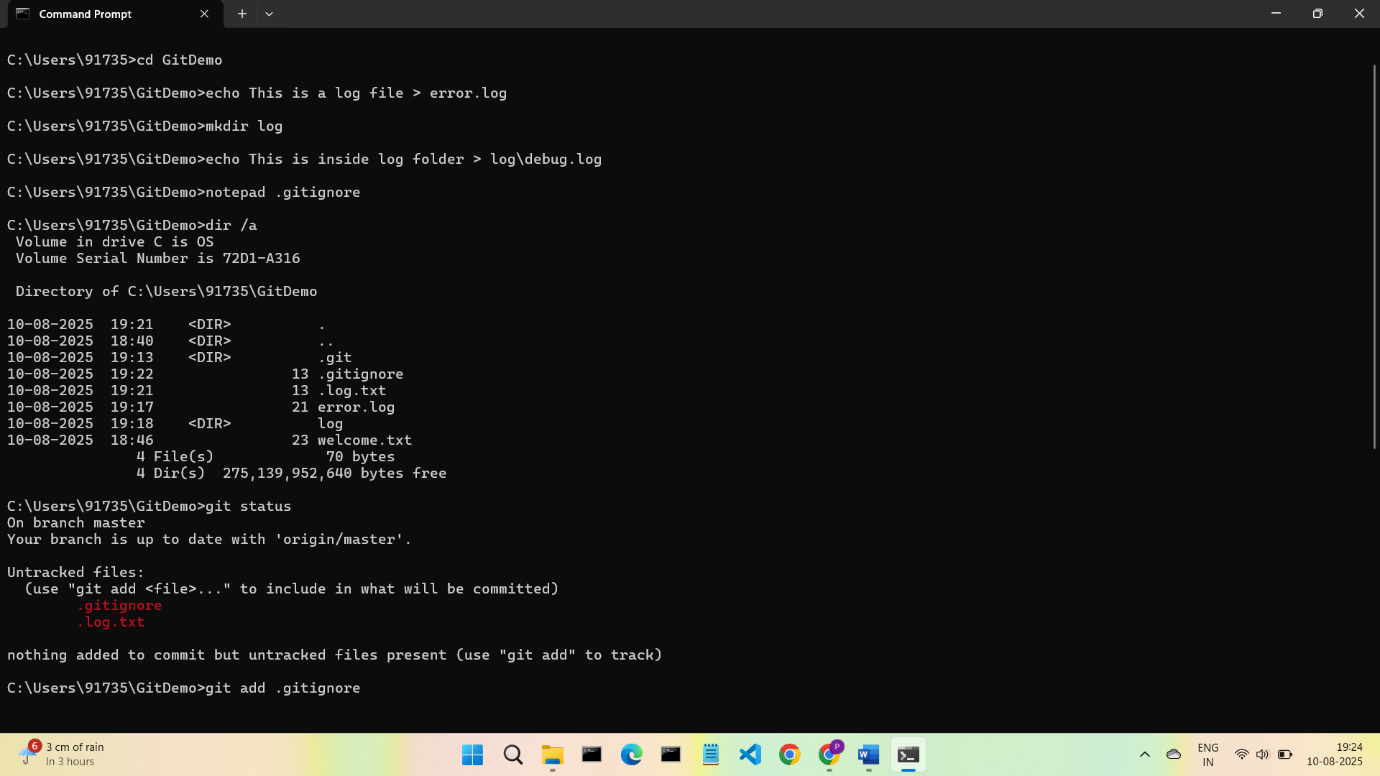 Command Prompt
C:\Users\91735>cd GitDemo
C:\Users\91735\GitDemo>echo This is a log file > error.log
C:\Users\91735\GitDemo>mkdir log
C:\Users\91735\GitDemo>echo This is inside log folder > log\debug.log
C:\Users\91735\GitDemo>notepad .gitignore
C:\Users\91735\GitDemo>dir /a
 Volume in drive C is OS
 Volume Serial Number is 72D1-A316
 Directory of C:\Users\91735\GitDemo
10-08-2025  19:21    <DIR>          .
10-08-2025  18:40    <DIR>          ..
10-08-2025  19:13    <DIR>          .git
10-08-2025  19:22                13 .gitignore
10-08-2025  19:21                13 .log.txt
10-08-2025  19:17                21 error.log
10-08-2025  19:18    <DIR>          log
10-08-2025  18:46                23 welcome.txt
               4 File(s)             70 bytes
               4 Dir(s)  275,139,952,640 bytes free
C:\Users\91735\GitDemo>git status
On branch master
Your branch is up to date with 'origin/master'.
Untracked files:
  (use "git add <file>..." to include in what will be committed)
        .gitignore
        .log.txt
nothing added to commit but untracked files present (use "git add" to track)
C:\Users\91735\GitDemo>git add .gitignore
6
3 cm of rain
In 3 hours
P
W
ENG
IN
19:24
10-08-2025